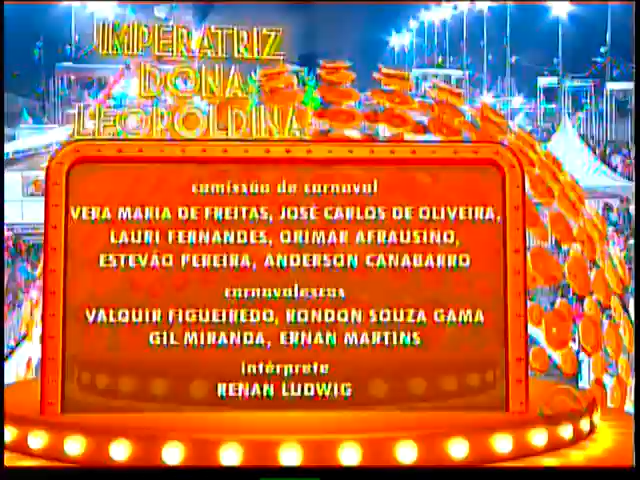 IMPERATRIZ
DONA
LEOPOLDINA
comissão de carnaval
VERA MARIA DE FREITAS, JOSÉ CARLOS DE OLIVEIRA,
LAURI FERNANDES, ORIMAR AFRAUSINO,
ESTEVÃO PEREIRA, ANDERSON CANABARRO
carnavalescos
VALQUIR FIGUEIREDO, RONDON SOUZA GAMA
GIL MIRANDA, ERNAN MARTINS
intérprete
RENAN LUDWIG